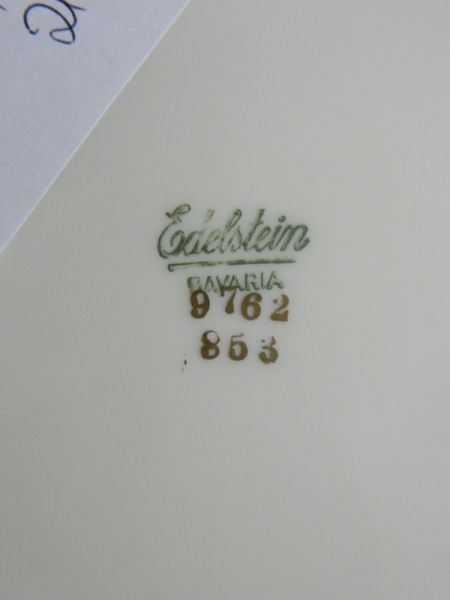 Edelstein
BAVARIA
9762
853